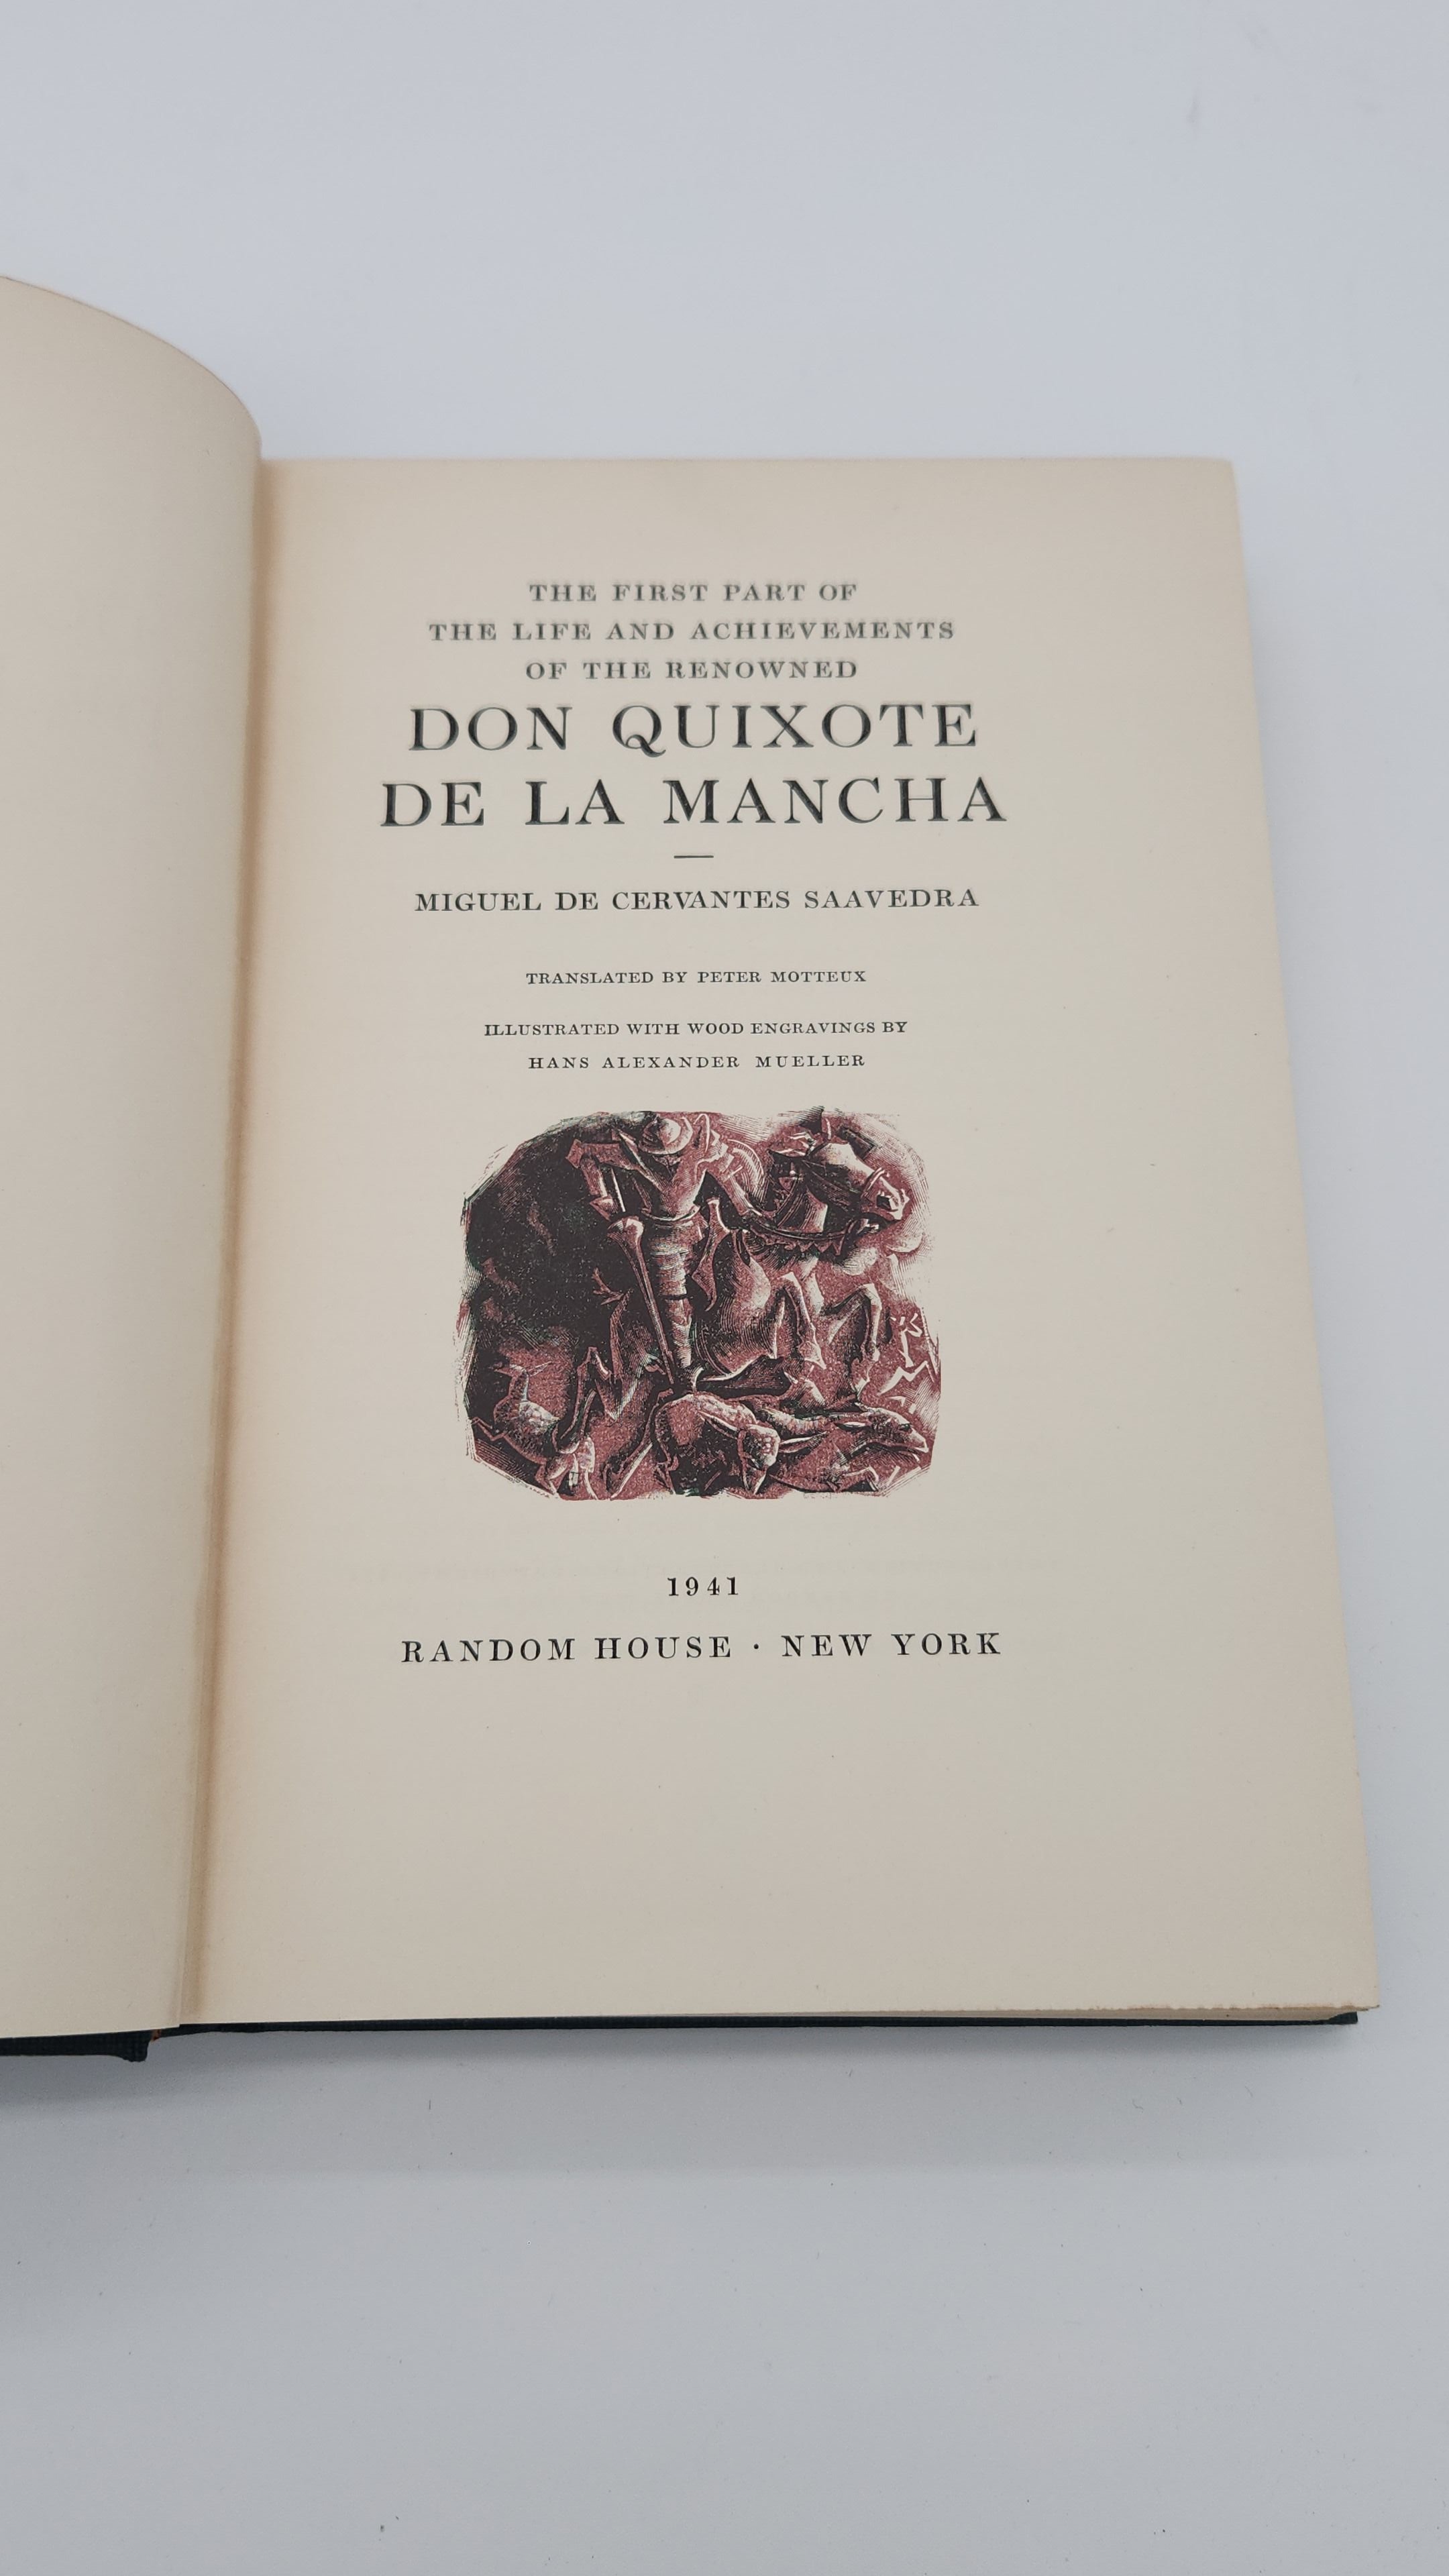 THE FIRST PART OF
THE LIFE AND ACHIEVEMENTS
OF THE RENOWNED
DON QUIXOTE
DE LA MANCHA
MIGUEL DE CERVANTES SAAVEDRA
TRANSLATED BY PETER MOTTEUX
ILLUSTRATED WITH WOOD ENGRAVINGS BY
HANS ALEXANDER MUELLER
1941
RANDOM HOUSE · NEW YORK